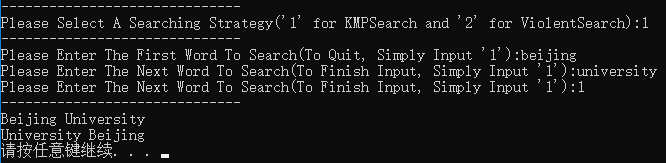 -------------------------------
Please Select A Searching Strategy('1' for KMPSearch and '2' for ViolentSearch):1
-------------------------------
Please Enter The First Word To Search(To Quit, Simply Input '1'):beijing
Please Enter The Next Word To Search(To Finish Input, Simply Input '1'):university
Please Enter The Next Word To Search(To Finish Input, Simply Input '1'):1
-------------------------------
Beijing University
University Beijing
请按任意键继续. . .